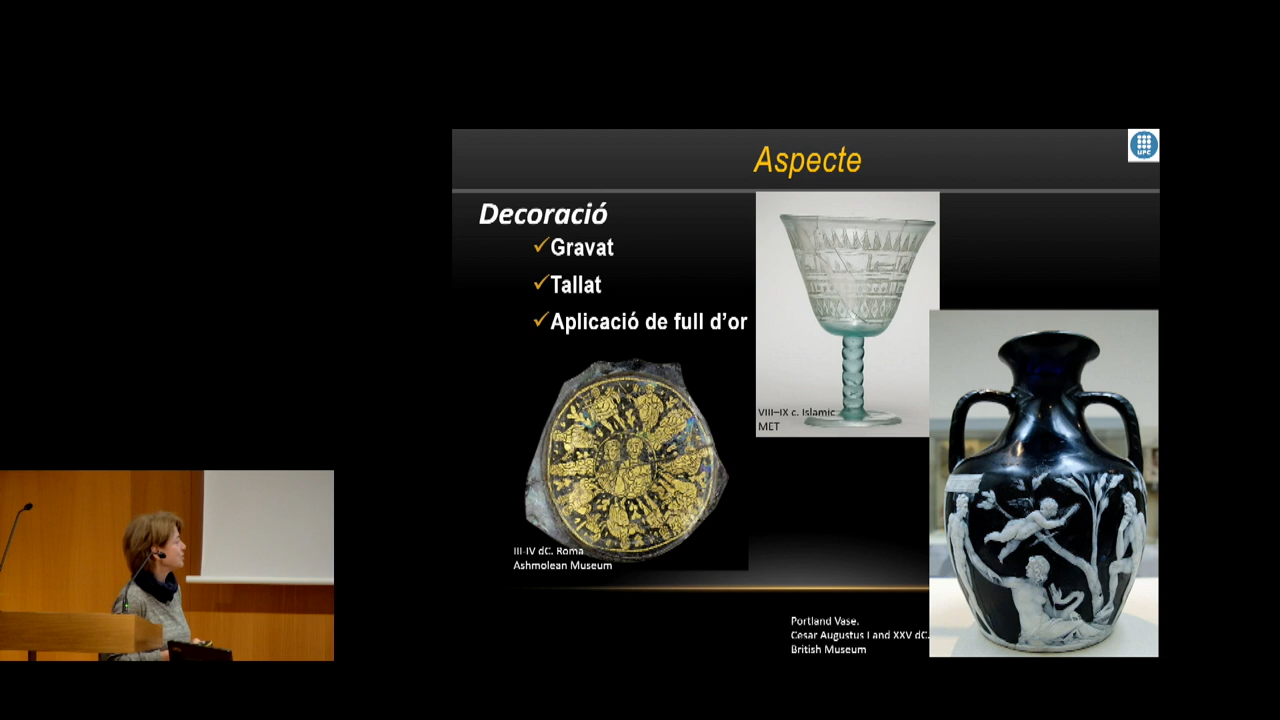 Aspecte
UPC
Decoració
✓Gravat
✓Tallat
✓Aplicació de full d’or
VIII–IX c. Islamic
MET
III-IV dC. Roma
Ashmolean Museum
Portland Vase.
Cesar Augustus I and XXV dC.
British Museum